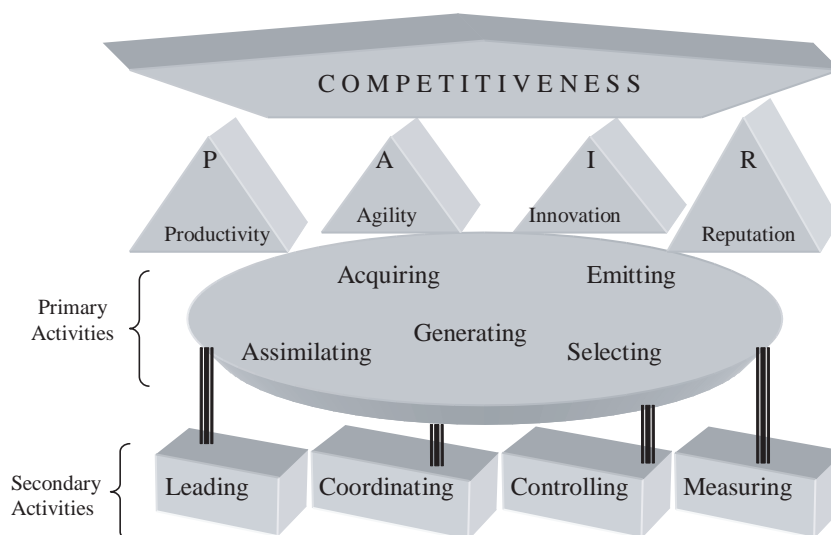 COMPETITIVENESS
P
A
I
R
Productivity
Agility
Innovation
Reputation
Primary
Activities
Acquiring
Emitting
Generating
Assimilating
Selecting
Secondary
Activities
Leading
Coordinating
Controlling
Measuring